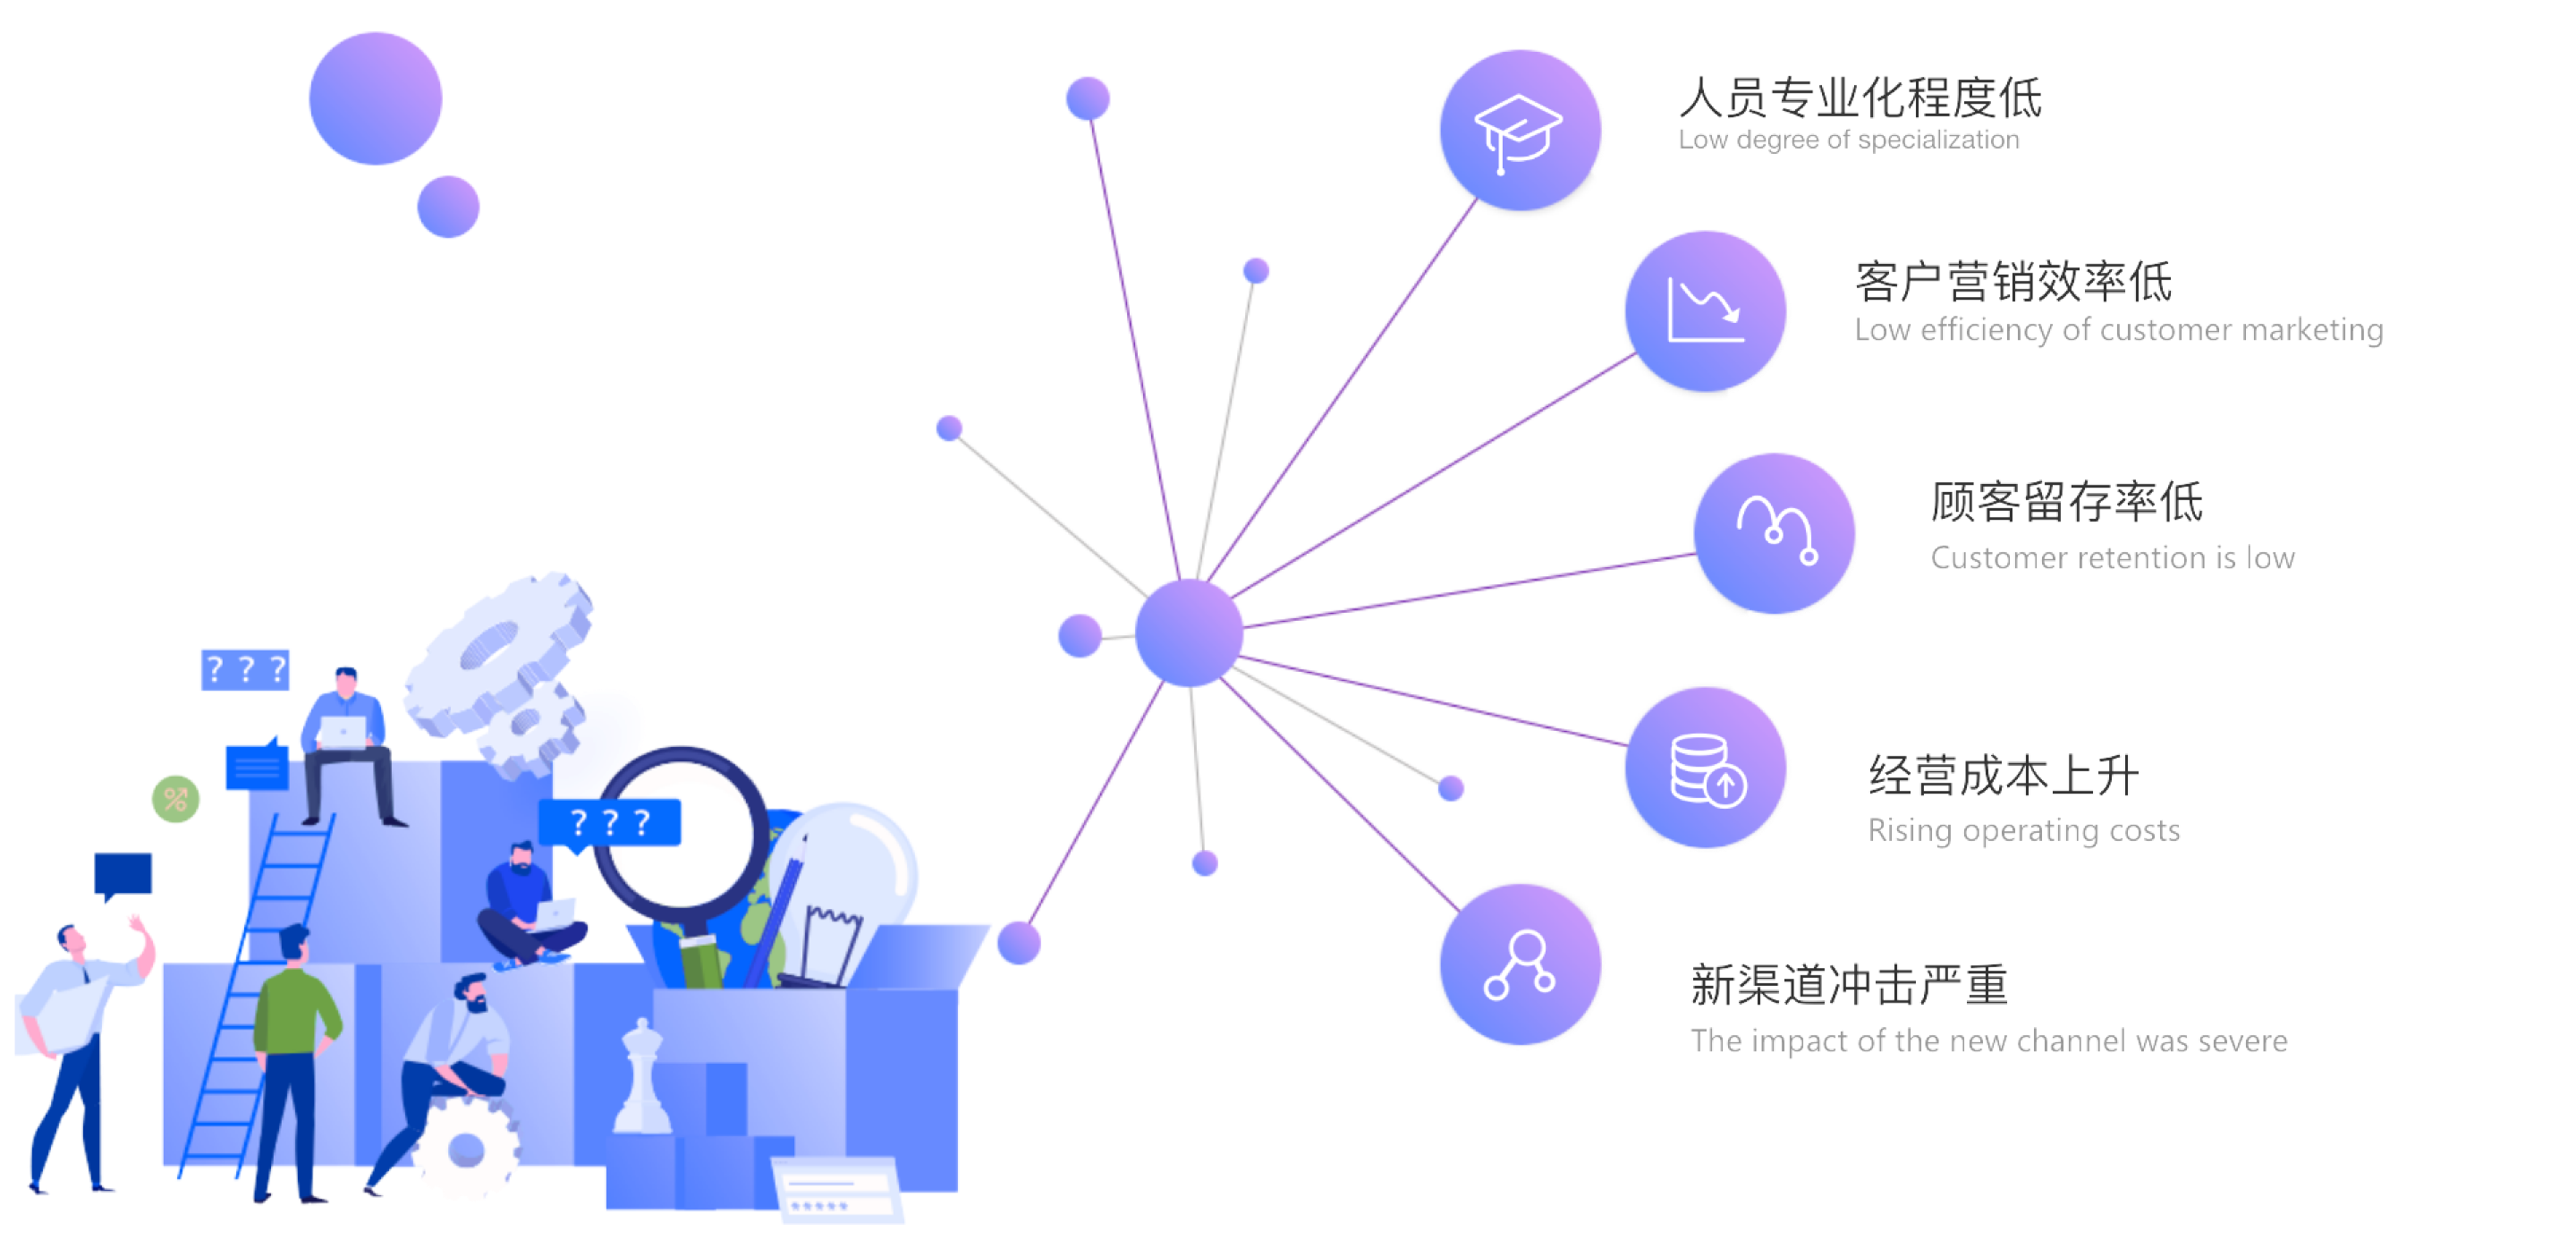 人员专业化程度低
Low degree of specialization
客户营销效率低
Low efficiency of customer marketing
顾客留存率低
Customer retention is low
? ? ?
经营成本上升
Rising operating costs
%
? ? ?
新渠道冲击严重
The impact of the new channel was severe